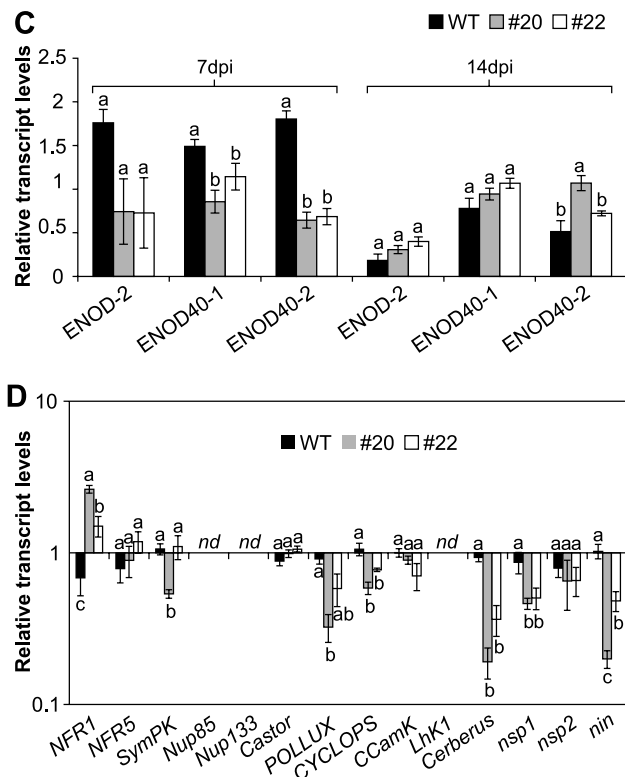 C
WT #20 #22
2.5
2
1.5
1
0.5
0
Relative transcript levels
7dpi 14dpi
a a a a b b a b b a a a a a a b a b
ENOD-2 ENOD40-1 ENOD40-2 ENOD-2 ENOD40-1 ENOD40-2
D
10
1
0.1
Relative transcript levels
WT #20 #22
c a b a a a a b a nd nd a a a a b ab a b b a a a nd a b b a b b a a a a c b
NFR1 NFR5 SymPK Nup85 Nup133 Castor POLLUX CYCLOPS CCamK LhK1 Cerberus nsp1 nsp2 nin